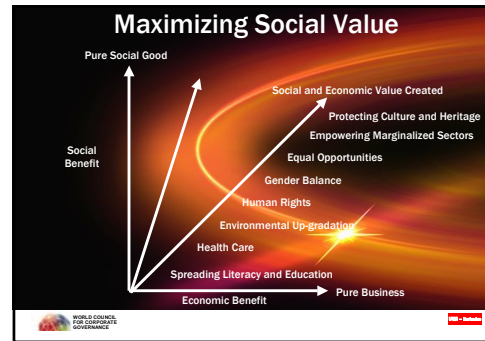 Maximizing Social Value
Pure Social Good
Social and Economic Value Created
Protecting Culture and Heritage
Empowering Marginalized Sectors
Social
Benefit
Equal Opportunities
Gender Balance
Human Rights
Environmental Up-gradation
Health Care
Spreading Literacy and Education
Economic Benefit
Pure Business
WORLD COUNCIL
FOR CORPORATE
GOVERNANCE